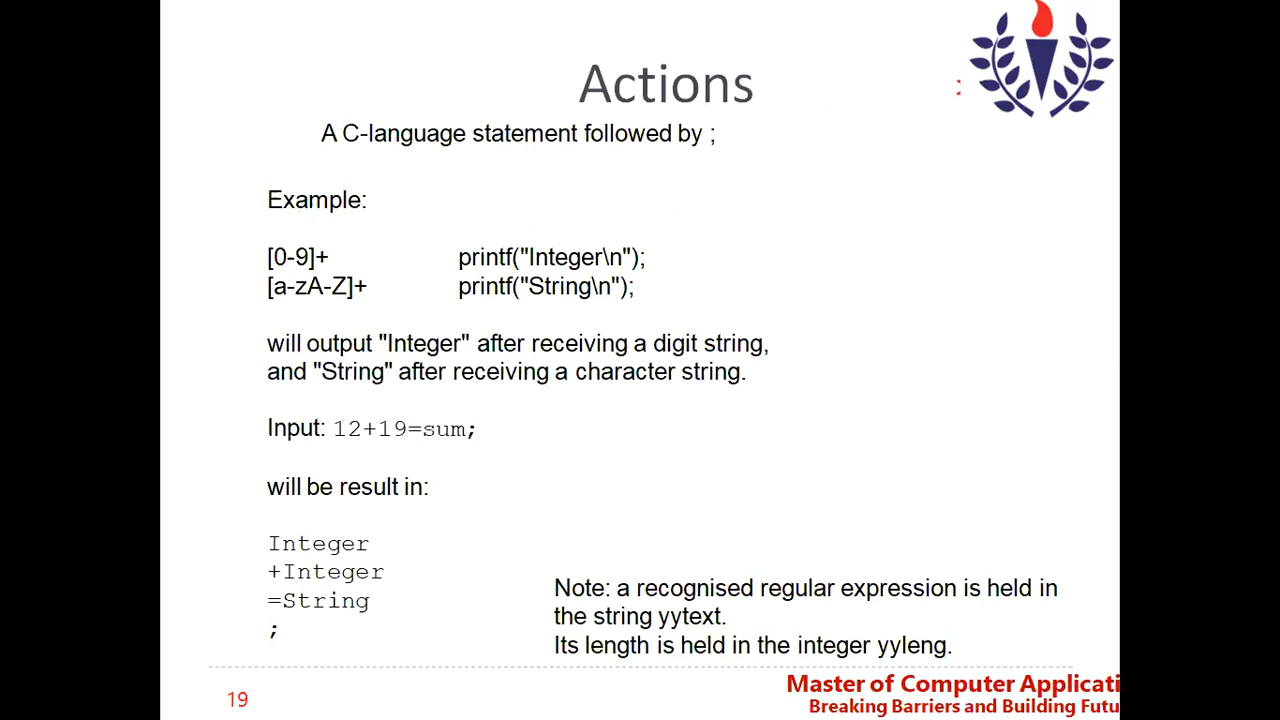 Actions
:
A C-language statement followed by ;
Example:
[0-9]+ printf("Integer\n");
[a-zA-Z]+ printf("String\n");
will output "Integer" after receiving a digit string,
and "String" after receiving a character string.
Input: 12+19=sum;
will be result in:
Integer
+Integer
=String
;
Note: a recognised regular expression is held in
the string yytext.
Its length is held in the integer yyleng.
Master of Computer Applicati
Breaking Barriers and Building Futu
19